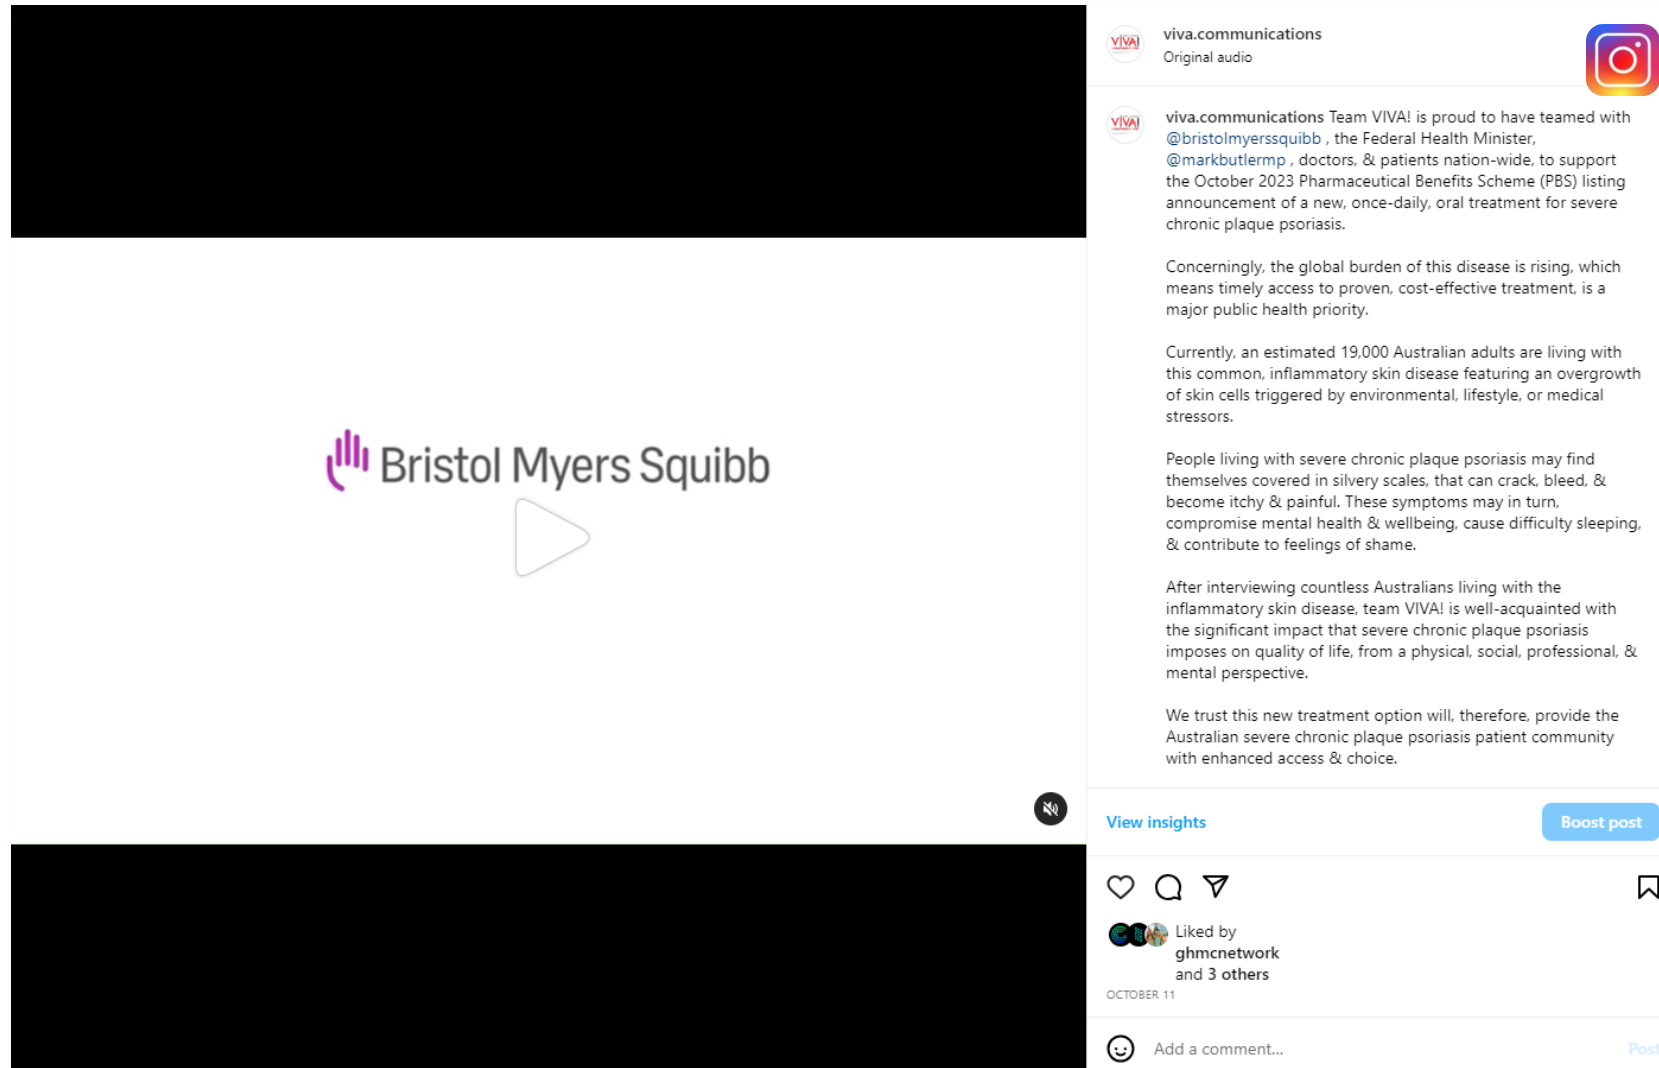 Bristol Myers Squibb
VIVA!
viva.communications
Original audio
VIVA!
viva.communications Team VIVA! is proud to have teamed with
@bristolmyerssquibb , the Federal Health Minister,
@markbutlermp , doctors, & patients nation-wide, to support
the October 2023 Pharmaceutical Benefits Scheme (PBS) listing
announcement of a new, once-daily, oral treatment for severe
chronic plaque psoriasis.
Concerningly, the global burden of this disease is rising, which
means timely access to proven, cost-effective treatment, is a
major public health priority.
Currently, an estimated 19,000 Australian adults are living with
this common, inflammatory skin disease featuring an overgrowth
of skin cells triggered by environmental, lifestyle, or medical
stressors.
People living with severe chronic plaque psoriasis may find
themselves covered in silvery scales, that can crack, bleed, &
become itchy & painful. These symptoms may in turn,
compromise mental health & wellbeing, cause difficulty sleeping,
& contribute to feelings of shame.
After interviewing countless Australians living with the
inflammatory skin disease, team VIVA! is well-acquainted with
the significant impact that severe chronic plaque psoriasis
imposes on quality of life, from a physical, social, professional, &
mental perspective.
We trust this new treatment option will, therefore, provide the
Australian severe chronic plaque psoriasis patient community
with enhanced access & choice.
View insights
Boost post
Liked by
ghmcnetwork
and 3 others
OCTOBER 11
Add a comment...
Post